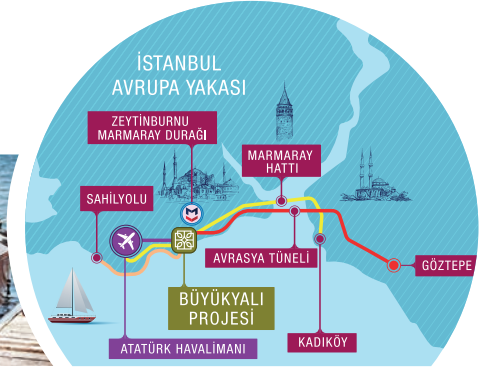 İSTANBUL
AVRUPA YAKASI
ZEYTİNBURNU
MARMARAY DURAĞI
MARMARAY
HATTI
SAHİLYOLU
AVRASYA TÜNELİ
GÖZTEPE
BÜYÜKYALI
PROJESİ
KADIKÖY
ATATÜRK HAVALİMANI